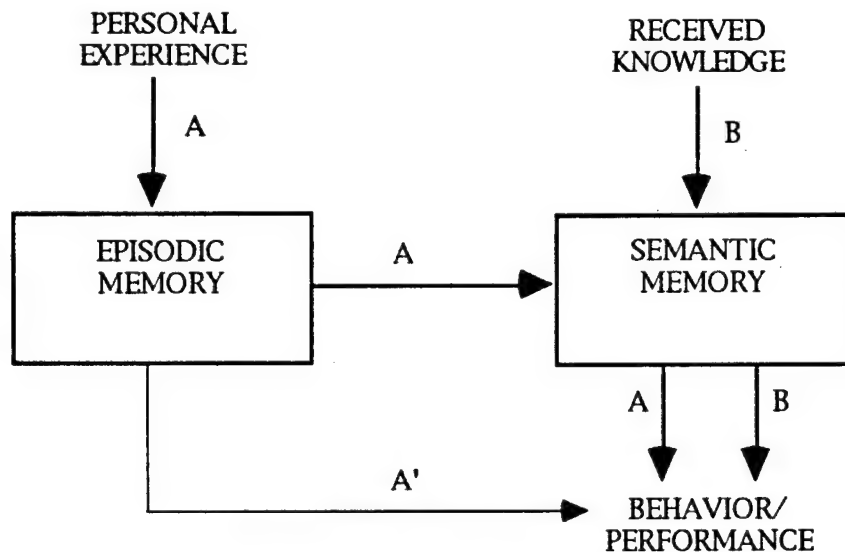 PERSONAL
EXPERIENCE
RECEIVED
KNOWLEDGE
A
B
EPISODIC
MEMORY
A
SEMANTIC
MEMORY
A
B
A'
BEHAVIOR/
PERFORMANCE